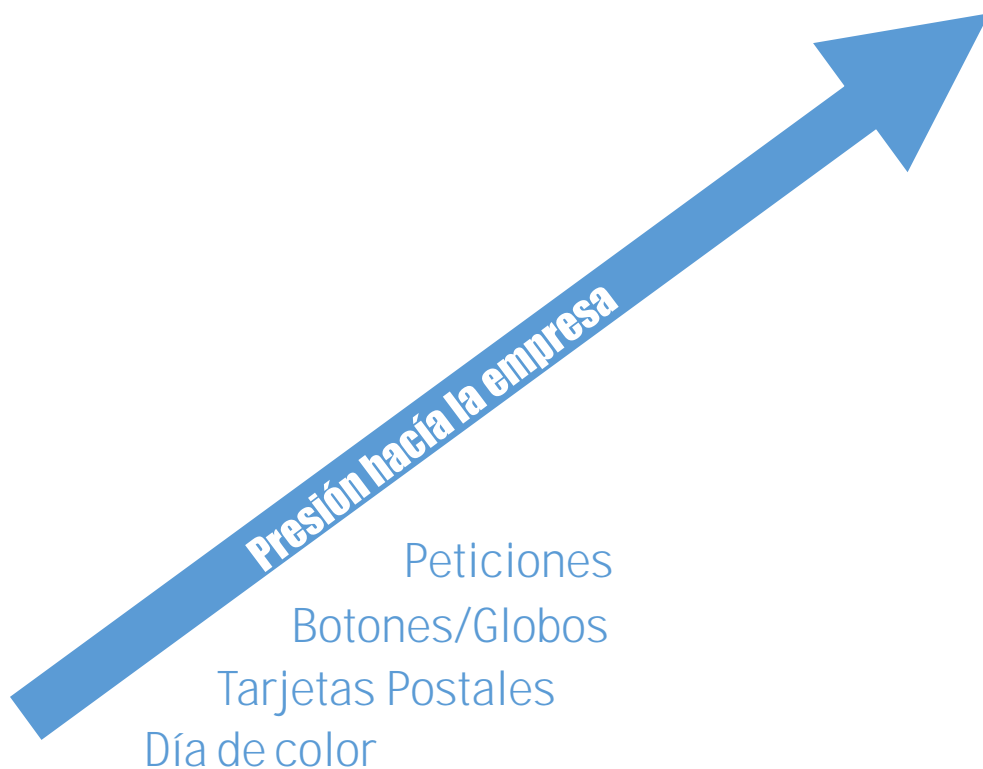 Presión hacía la empresa
Peticiones
Botones/Globos
Tarjetas Postales
Día de color